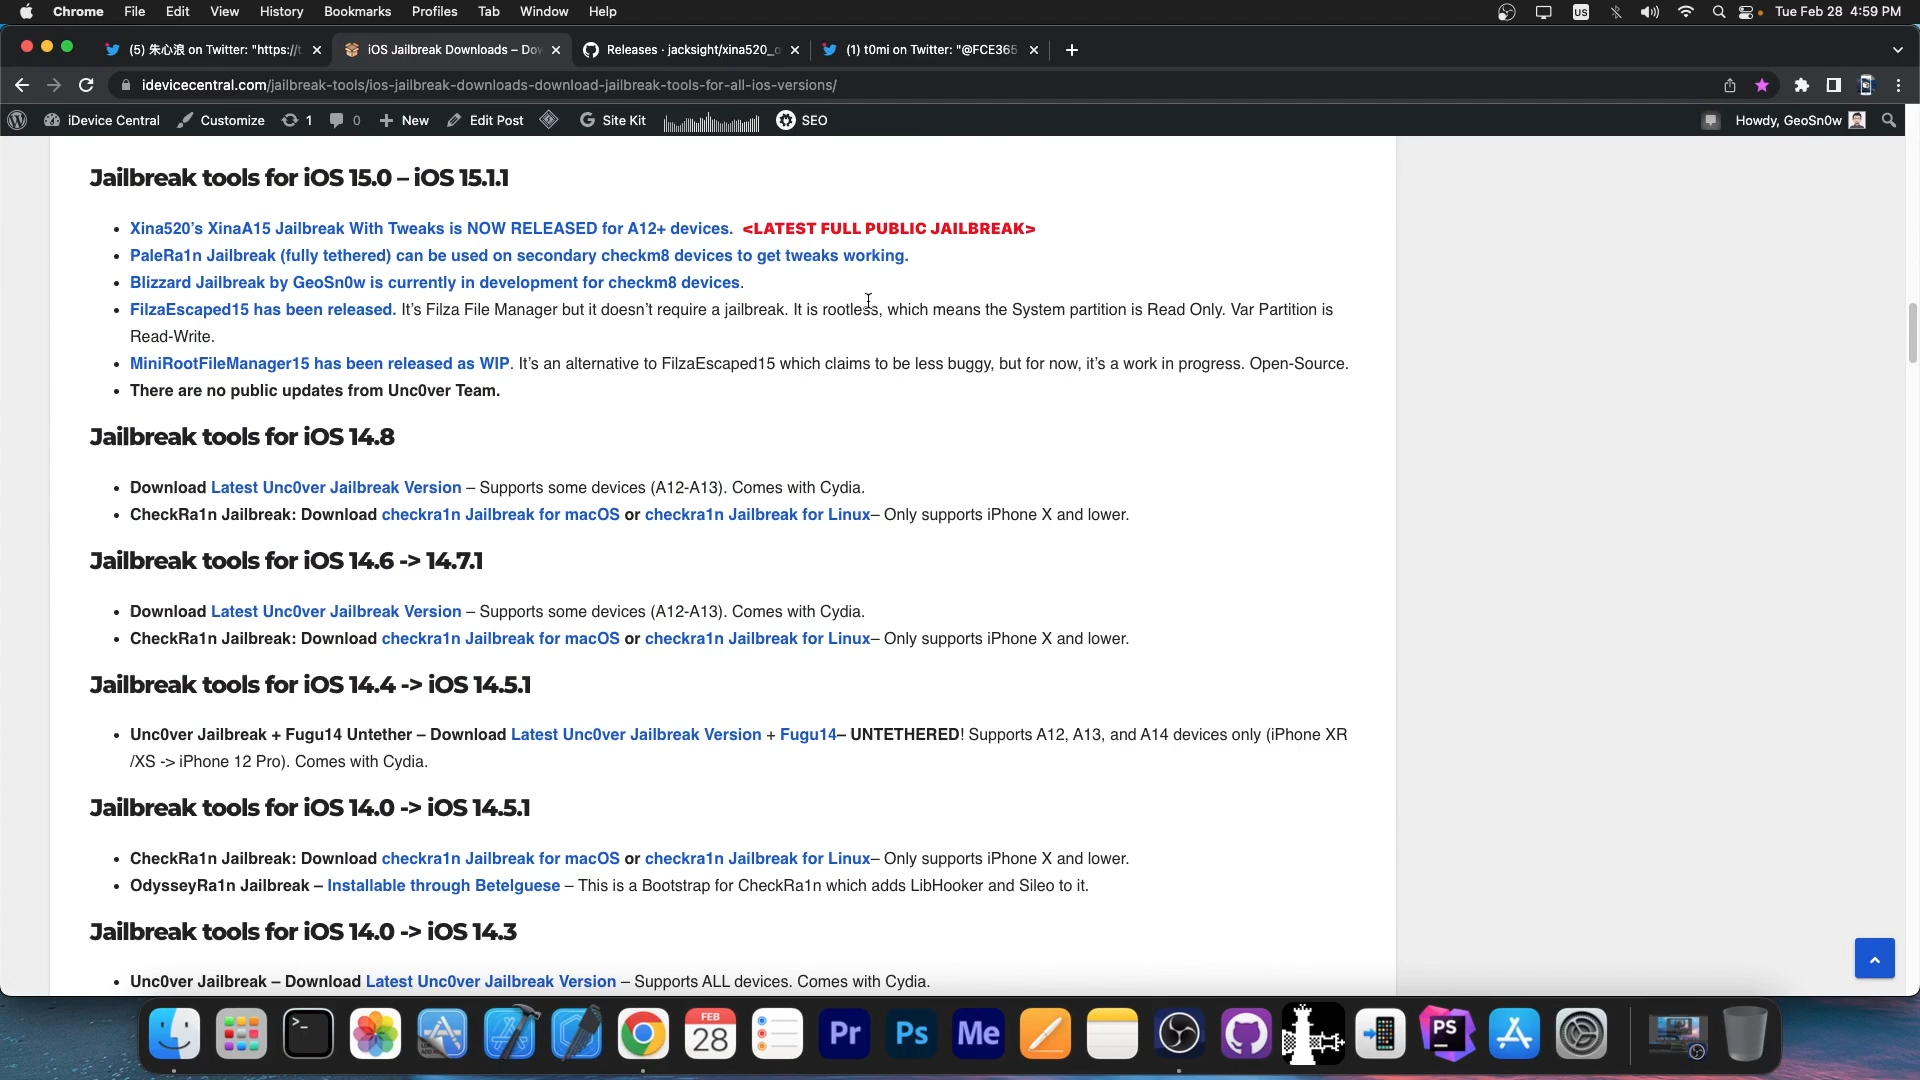 Chrome File Edit View History Bookmarks Profiles Tab Window Help US Tue Feb 28 4:59 PM
(5) 朱心浪 on Twitter: "https://t. iOS Jailbreak Downloads – Dow Releases · jacksight/xina520_o (1) t0mi on Twitter: "@FCE365
idevicecentral.com/jailbreak-tools/ios-jailbreak-downloads-download-jailbreak-tools-for-all-ios-versions/
iDevice Central Customize 1 0 New Edit Post Site Kit SEO Howdy, GeoSn0w
Jailbreak tools for iOS 15.0 – iOS 15.1.1
• Xina520's XinaA15 Jailbreak With Tweaks is NOW RELEASED for A12+ devices. <LATEST FULL PUBLIC JAILBREAK>
• PaleRa1n Jailbreak (fully tethered) can be used on secondary checkm8 devices to get tweaks working.
• Blizzard Jailbreak by GeoSn0w is currently in development for checkm8 devices.
• FilzaEscaped15 has been released. It's Filza File Manager but it doesn't require a jailbreak. It is rootless, which means the System partition is Read Only. Var Partition is
Read-Write.
• MiniRootFileManager15 has been released as WIP. It's an alternative to FilzaEscaped15 which claims to be less buggy, but for now, it's a work in progress. Open-Source.
• There are no public updates from Unc0ver Team.
Jailbreak tools for iOS 14.8
• Download Latest Unc0ver Jailbreak Version – Supports some devices (A12-A13). Comes with Cydia.
• CheckRa1n Jailbreak: Download checkra1n Jailbreak for macOS or checkra1n Jailbreak for Linux– Only supports iPhone X and lower.
Jailbreak tools for iOS 14.6 -> 14.7.1
• Download Latest Unc0ver Jailbreak Version – Supports some devices (A12-A13). Comes with Cydia.
• CheckRa1n Jailbreak: Download checkra1n Jailbreak for macOS or checkra1n Jailbreak for Linux– Only supports iPhone X and lower.
Jailbreak tools for iOS 14.4 -> iOS 14.5.1
• Unc0ver Jailbreak + Fugu14 Untether – Download Latest Unc0ver Jailbreak Version + Fugu14– UNTETHERED! Supports A12, A13, and A14 devices only (iPhone XR
/XS -> iPhone 12 Pro). Comes with Cydia.
Jailbreak tools for iOS 14.0 -> iOS 14.5.1
• CheckRa1n Jailbreak: Download checkra1n Jailbreak for macOS or checkra1n Jailbreak for Linux– Only supports iPhone X and lower.
• OdysseyRa1n Jailbreak – Installable through Betelguese – This is a Bootstrap for CheckRa1n which adds LibHooker and Sileo to it.
Jailbreak tools for iOS 14.0 -> iOS 14.3
• Unc0ver Jailbreak – Download Latest Unc0ver Jailbreak Version – Supports ALL devices. Comes with Cydia.
FEB 28 Pr Ps Me PS